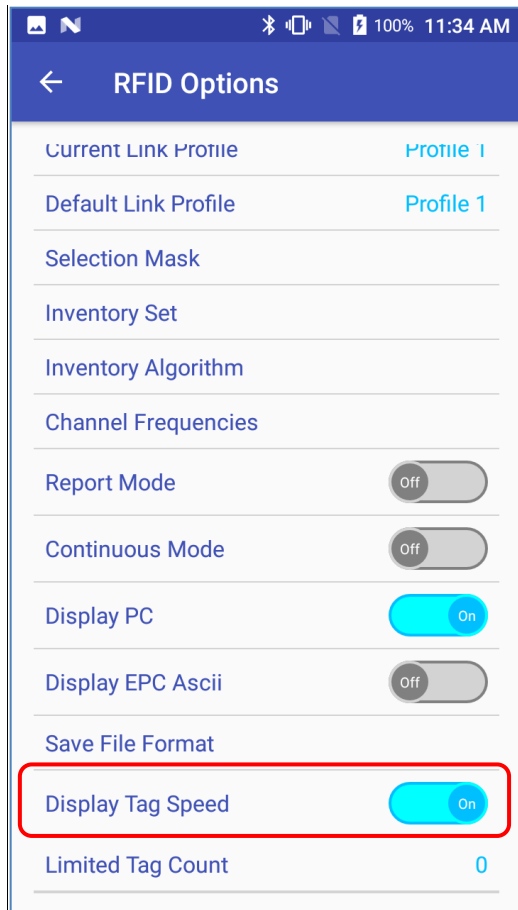 100% 11:34 AM
RFID Options
Current Link Profile Profile 1
Default Link Profile Profile 1
Selection Mask
Inventory Set
Inventory Algorithm
Channel Frequencies
Report Mode Off
Continuous Mode Off
Display PC On
Display EPC Ascii Off
Save File Format
Display Tag Speed On
Limited Tag Count 0